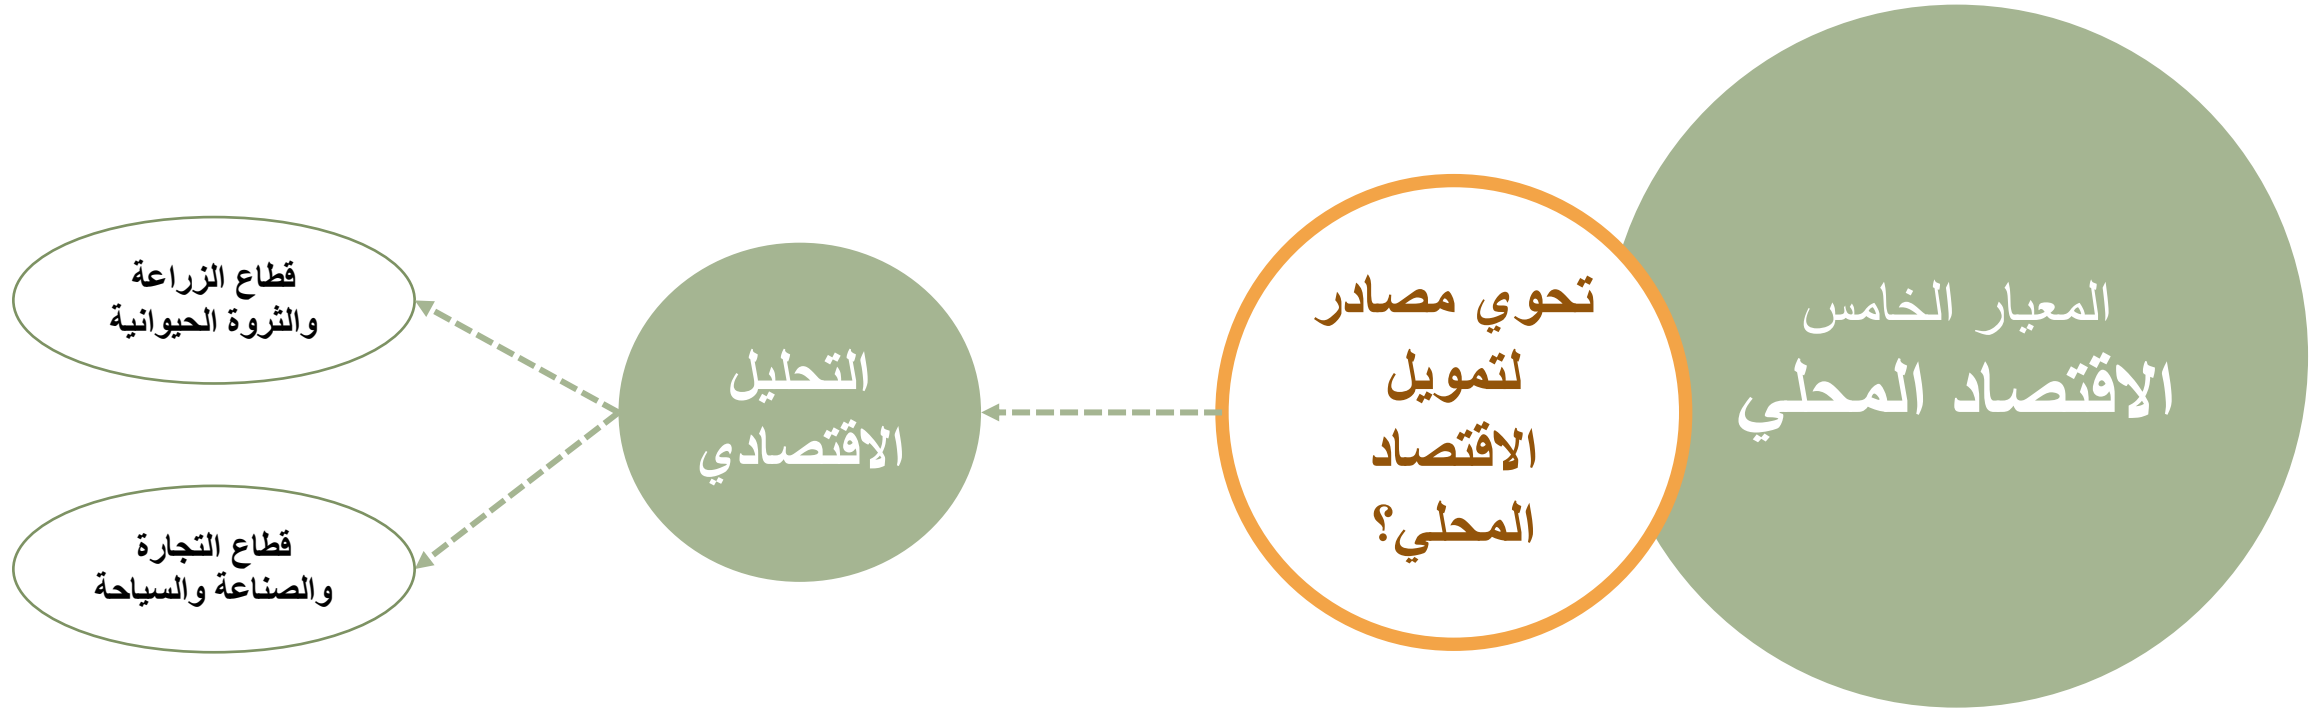 المعيار الخامس
الاقتصاد المحلي
تحوي مصادر
لتمويل
الاقتصاد
المحلي؟
التحليل
الاقتصادي
قطاع الزراعة
والثروة الحيوانية
قطاع التجارة
والصناعة والسياحة